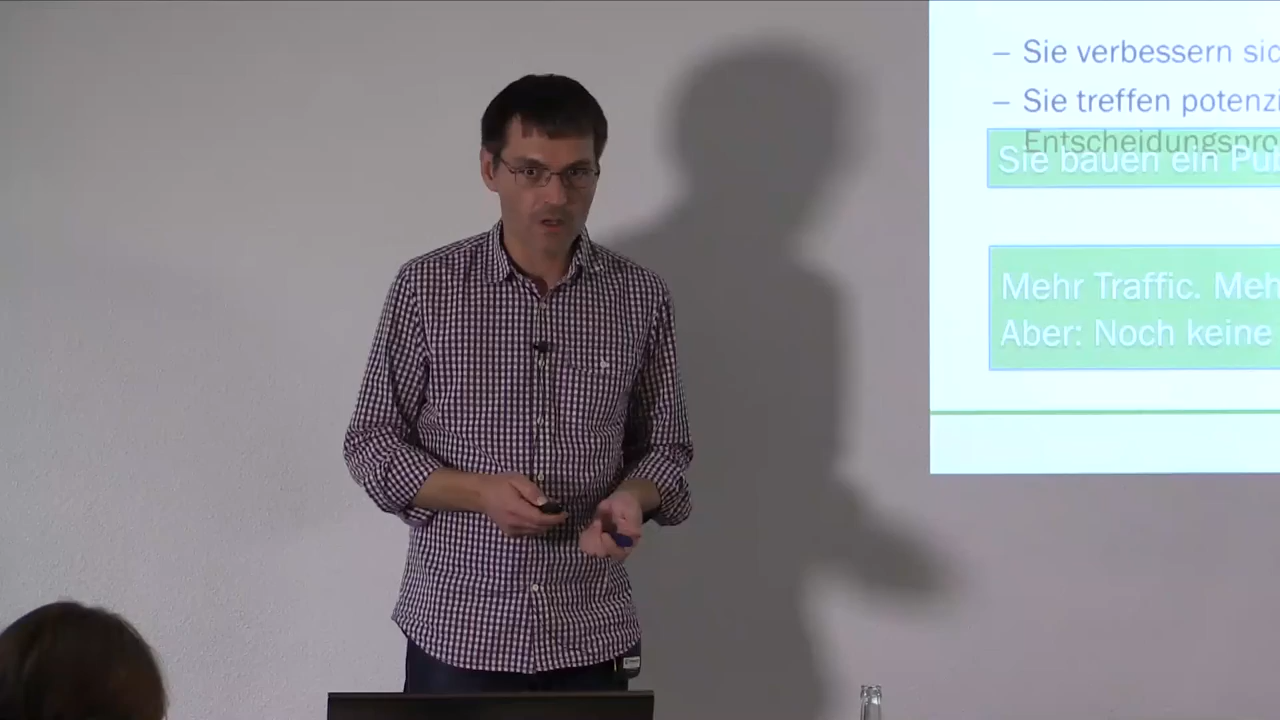 – Sie verbessern sic
– Sie treffen potenzi
Entscheidungspro
Sie bauen ein Pu
Mehr Traffic. Meh
Aber: Noch keine